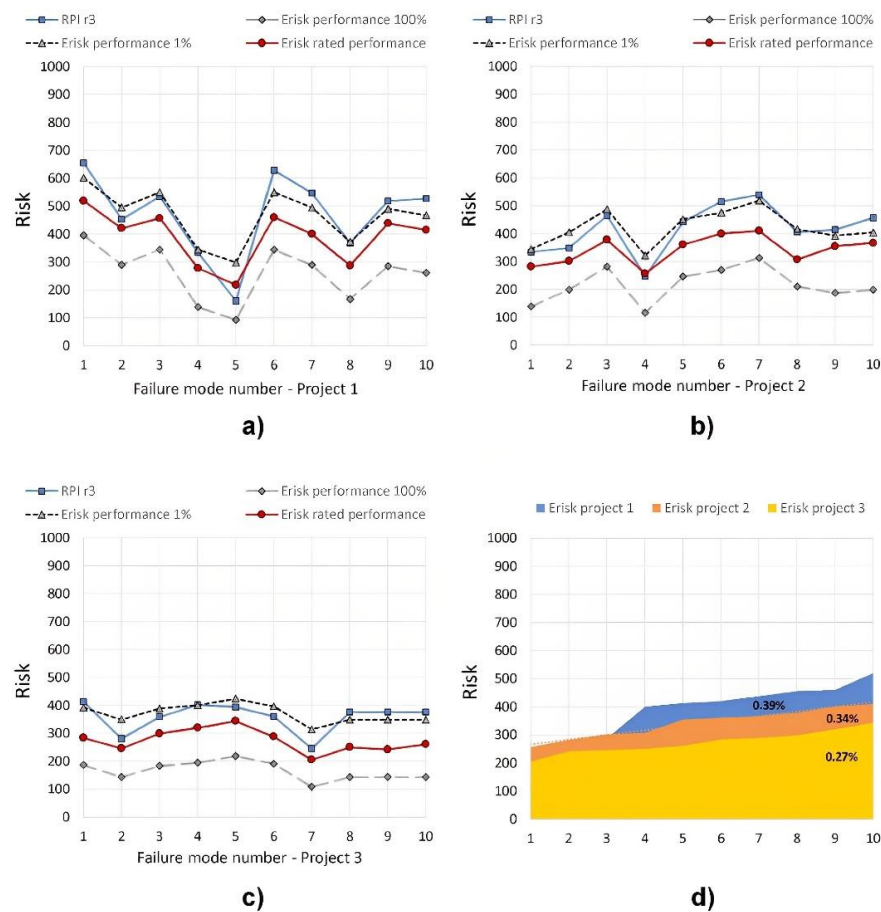 RPI r3 Erisk performance 100%
Erisk performance 1% Erisk rated performance
1000
900
800
700
600
500
400
300
200
100
0
Risk
1 2 3 4 5 6 7 8 9 10
Failure mode number - Project 1
a)
RPI r3 Erisk performance 100%
Erisk performance 1% Erisk rated performance
1000
900
800
700
600
500
400
300
200
100
0
Risk
1 2 3 4 5 6 7 8 9 10
Failure mode number - Project 2
b)
RPI r3 Erisk performance 100%
Erisk performance 1% Erisk rated performance
1000
900
800
700
600
500
400
300
200
100
0
Risk
1 2 3 4 5 6 7 8 9 10
Failure mode number - Project 3
c)
Erisk project 1 Erisk project 2 Erisk project 3
1000
900
800
700
600
500
400
300
200
100
0
Risk
0.39%
0.34%
0.27%
1 2 3 4 5 6 7 8 9 10
d)